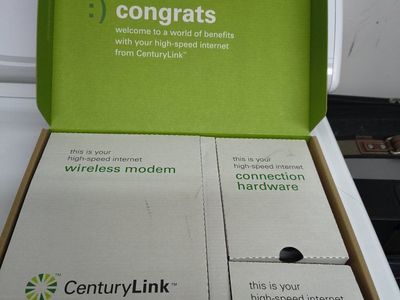 :) congrats
welcome to a world of benefits
with your high-speed internet
from CenturyLink™
this is your
high-speed internet
wireless modem
this is your
high-speed internet
connection
hardware
CenturyLink™
this is your
high-speed internet